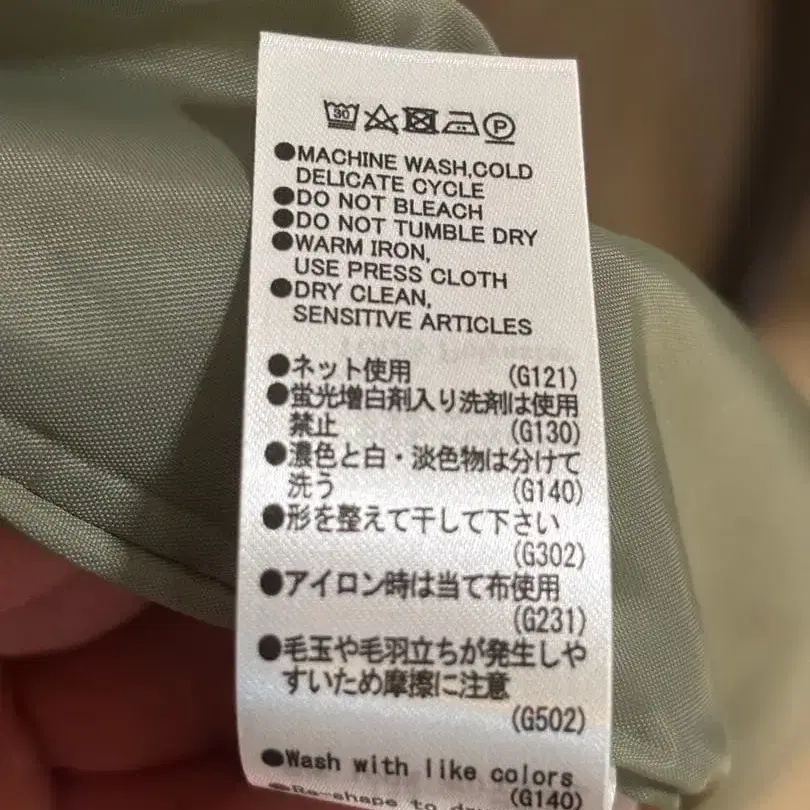 30 P
●MACHINE WASH,COLD
DELICATE CYCLE
●DO NOT BLEACH
●DO NOT TUMBLE DRY
●WARM IRON,
USE PRESS CLOTH
●DRY CLEAN,
SENSITIVE ARTICLES
●ネット使用 (G121)
●蛍光増白剤入り洗剤は使用
禁止 (G130)
●濃色と白・淡色物は分けて
洗う (G140)
●形を整えて干して下さい
(G302)
●アイロン時は当て布使用
(G231)
●毛玉や毛羽立ちが発生しや
すいため摩擦に注意
(G502)
●Wash with like colors
(G140)
●Re-shape to